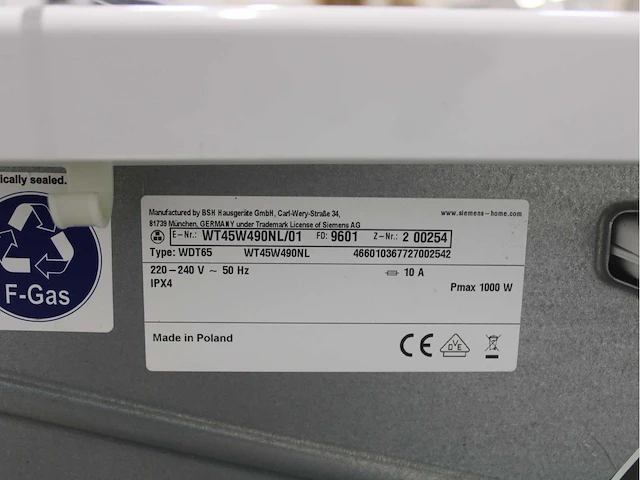 ically sealed.
F-Gas
Manufactured by BSH Hausgeräte GmbH, Carl-Wery-Straße 34,
81739 München, GERMANY under Trademark License of Siemens AG
www.siemens-home.com
E-Nr.: WT45W490NL/01 FD: 9601 Z-Nr.: 2 00254
Type: WDT65 WT45W490NL 466010367727002542
220-240 V ~ 50 Hz 10 A
IPX4 Pmax 1000 W
Made in Poland
CE DVE